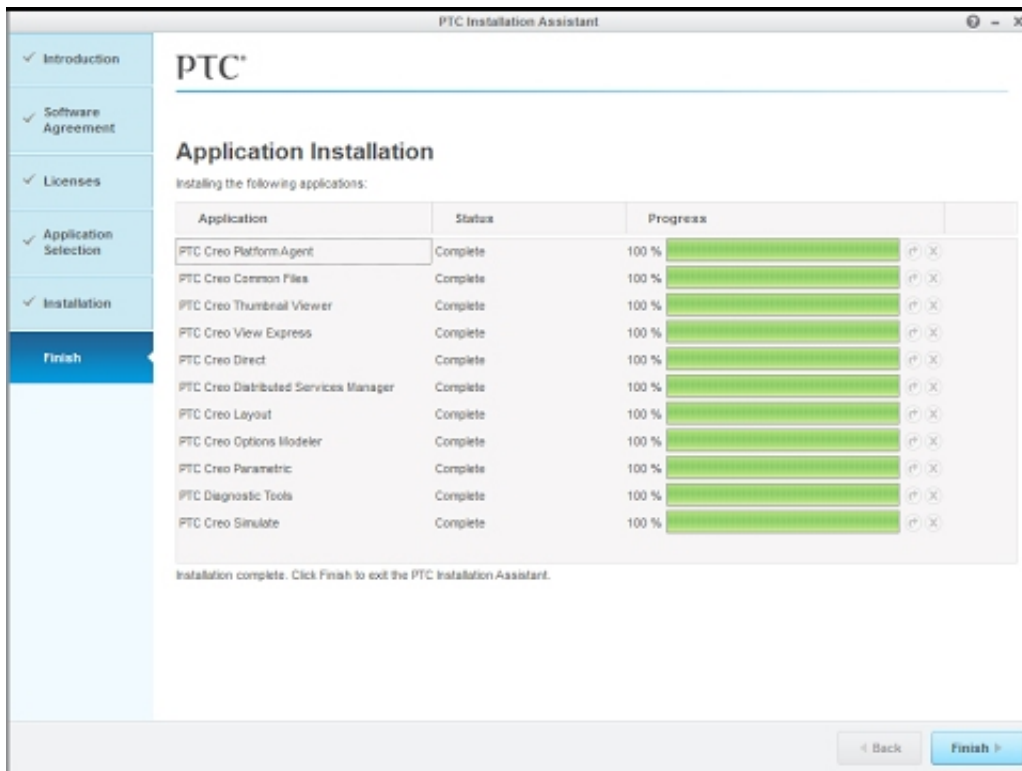 PTC Installation Assistant
Introduction
Software
Agreement
Licenses
Application
Selection
Installation
Finish
PTC®
Application Installation
Installing the following applications:
Application Status Progress
PTC Creo Platform Agent Complete 100 %
PTC Creo Common Files Complete 100 %
PTC Creo Thumbnail Viewer Complete 100 %
PTC Creo View Express Complete 100 %
PTC Creo Direct Complete 100 %
PTC Creo Distributed Services Manager Complete 100 %
PTC Creo Layout Complete 100 %
PTC Creo Options Modeler Complete 100 %
PTC Creo Parametric Complete 100 %
PTC Diagnostic Tools Complete 100 %
PTC Creo Simulate Complete 100 %
Installation complete. Click Finish to exit the PTC Installation Assistant.
Back Finish